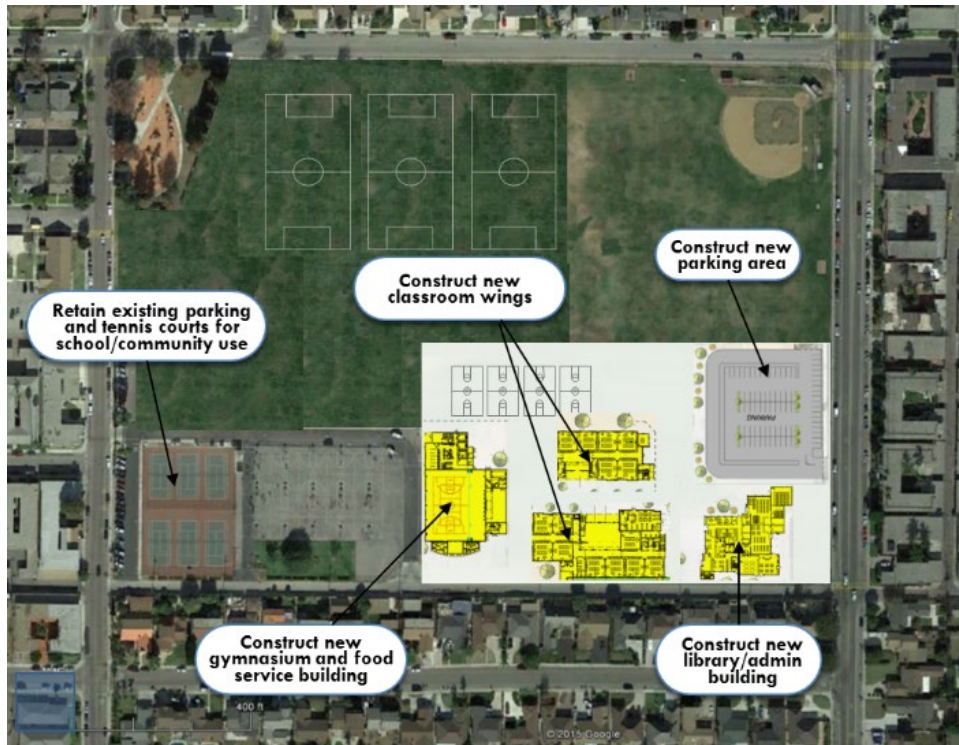 Construct new
parking area
Construct new
classroom wings
Retain existing parking
and tennis courts for
school/community use
PARKING
Construct new
gymnasium and food
service building
Construct new
library/admin
building
400 ft
© 2015 Google